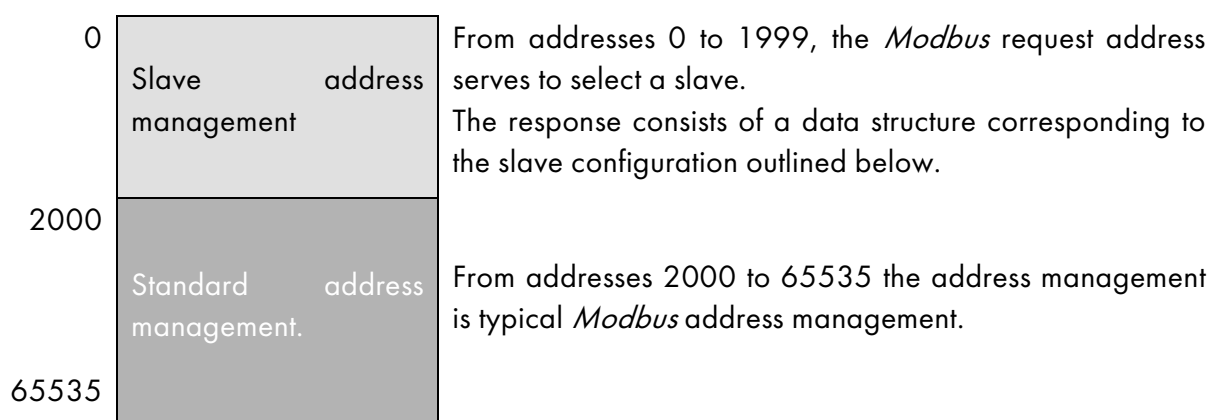 0
Slave address
management
From addresses 0 to 1999, the Modbus request address
serves to select a slave.
The response consists of a data structure corresponding to
the slave configuration outlined below.
2000
Standard address
management.
From addresses 2000 to 65535 the address management
is typical Modbus address management.
65535